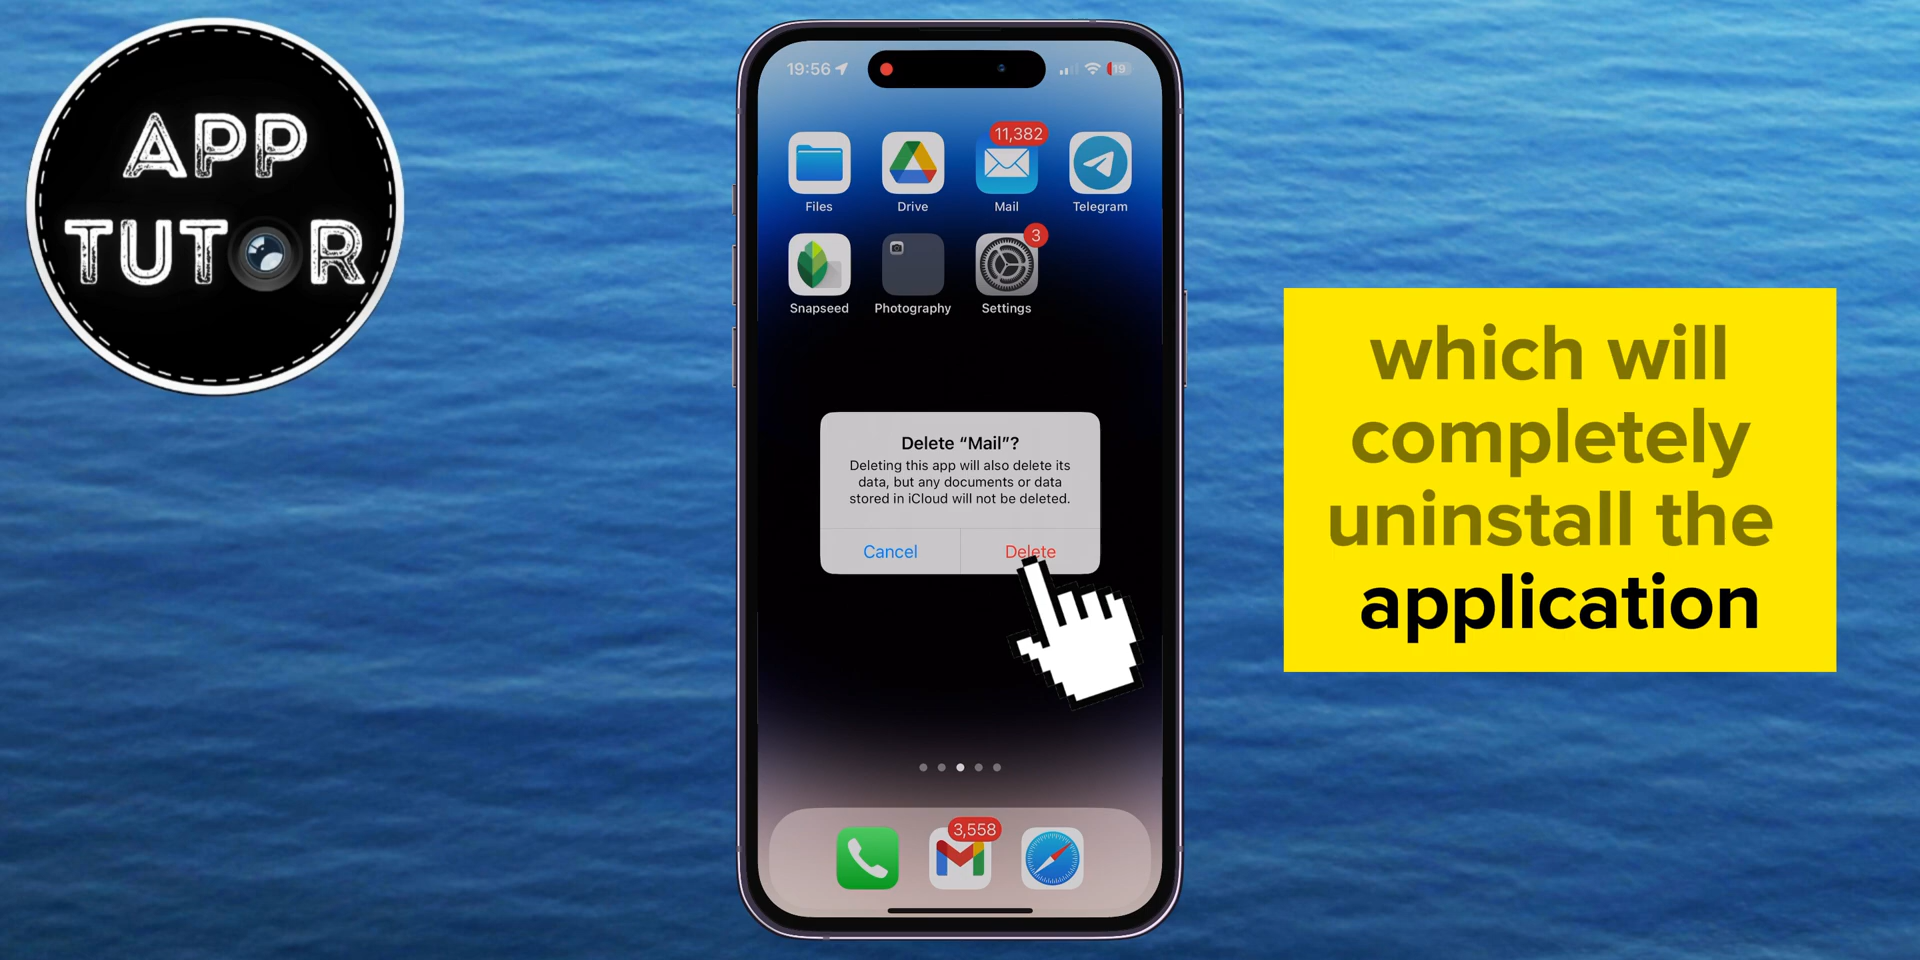 APP
TUTOR
19:56
19
11,382
Files
Drive
Mail
Telegram
3
Snapseed
Photography
Settings
Delete “Mail”?
Deleting this app will also delete its
data, but any documents or data
stored in iCloud will not be deleted.
Cancel
Delete
3,558
which will
completely
uninstall the
application